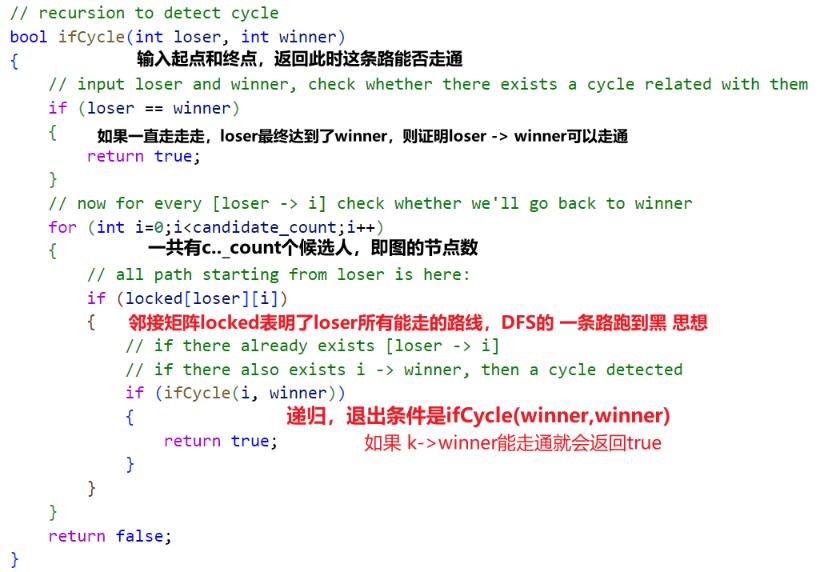 // recursion to detect cycle
bool ifCycle(int loser, int winner)
{ 输入起点和终点，返回此时这条路能否走通
// input loser and winner, check whether there exists a cycle related with them
if (loser == winner)
{ 如果一直走走走，loser最终达到了winner，则证明loser -> winner可以走通
return true;
}
// now for every [loser -> i] check whether we'll go back to winner
for (int i=0;i<candidate_count;i++)
{ 一共有c.._count个候选人，即图的节点数
// all path starting from loser is here:
if (locked[loser][i])
{ 邻接矩阵locked表明了loser所有能走的路线，DFS的 一条路跑到黑 思想
// if there already exists [loser -> i]
// if there also exists i -> winner, then a cycle detected
if (ifCycle(i, winner))
{ 递归，退出条件是ifCycle(winner,winner)
return true; 如果 k->winner能走通就会返回true
}
}
}
return false;
}